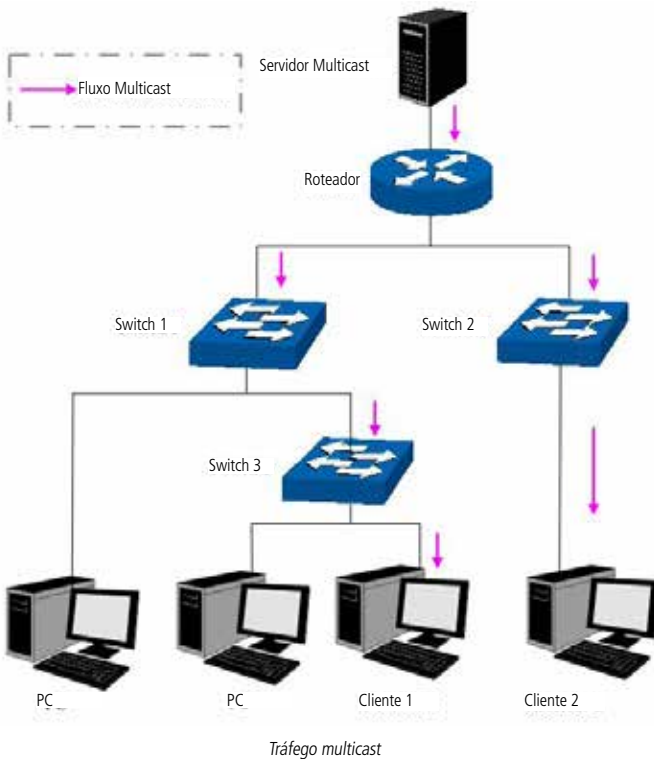 Servidor Multicast
Fluxo Multicast
Roteador
Switch 1
Switch 2
Switch 3
PC
PC
Cliente 1
Cliente 2
Tráfego multicast